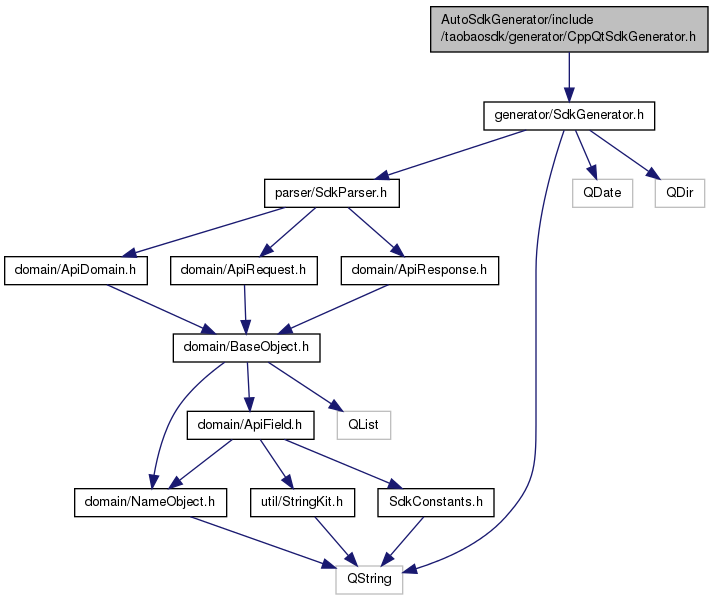 AutoSdkGenerator/include
/taobaosdk/generator/CppQtSdkGenerator.h
generator/SdkGenerator.h
parser/SdkParser.h
QDate
QDir
domain/ApiDomain.h
domain/ApiRequest.h
domain/ApiResponse.h
domain/BaseObject.h
domain/ApiField.h
QList
domain/NameObject.h
util/StringKit.h
SdkConstants.h
QString